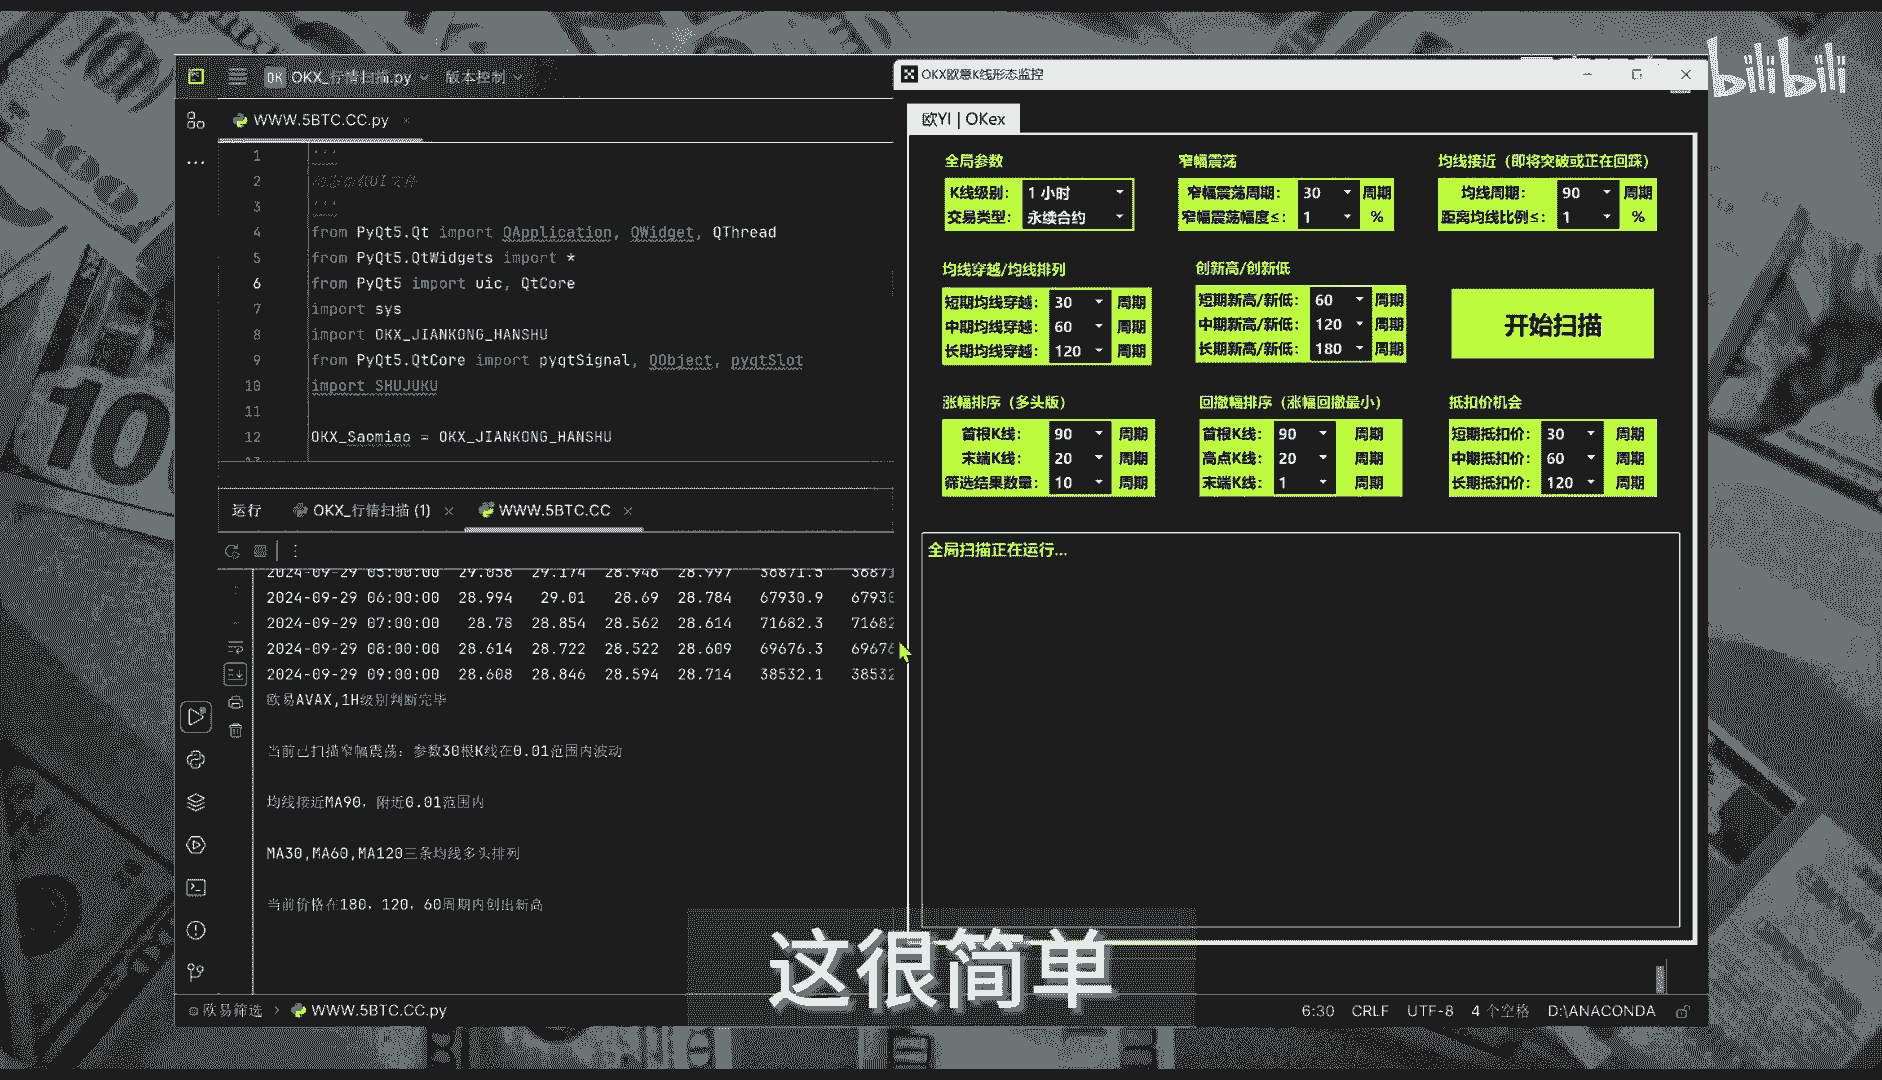 bilibili
OKX_行情扫描.py
版本控制
WWW.5BTC.CC.py
1 '''
2 动态加载UI文件
3 '''
4 from PyQt5.Qt import QApplication, QWidget, QThread
5 from PyQt5.QtWidgets import *
6 from PyQt5 import uic, QtCore
7 import sys
8 import OKX_JIANKONG_HANSHU
9 from PyQt5.QtCore import pyqtSignal, QObject, pyqtSlot
10 import SHUJUKU
11
12 OKX_Saomiao = OKX_JIANKONG_HANSHU
运行 OKX_行情扫描 (1) WWW.5BTC.CC
2024-09-29 05:00:00 29.056 29.174 28.946 28.997 36871.5 36871
2024-09-29 06:00:00 28.994 29.01 28.69 28.784 67930.9 67930
2024-09-29 07:00:00 28.78 28.854 28.562 28.614 71682.3 71682
2024-09-29 08:00:00 28.614 28.722 28.522 28.609 69676.3 69676
2024-09-29 09:00:00 28.608 28.846 28.594 28.714 38532.1 38532
欧易AVAX,1H级别判断完毕
当前已扫描窄幅震荡：参数30根K线在0.01范围内波动
均线接近MA90，附近0.01范围内
MA30,MA60,MA120三条均线多头排列
当前价格在180，120，60周期内创出新高
欧易筛选 > WWW.5BTC.CC.py
6:30 CRLF UTF-8 4 个空格 D:\ANACONDA
OKX欧意K线形态监控
欧YI | OKex
全局参数
K线级别： 1 小时
交易类型： 永续合约
窄幅震荡
窄幅震荡周期： 30 周期
窄幅震荡幅度≤： 1 %
均线接近（即将突破或正在回踩）
均线周期： 90 周期
距离均线比例≤： 1 %
均线穿越/均线排列
短期均线穿越： 30 周期
中期均线穿越： 60 周期
长期均线穿越： 120 周期
创新高/创新低
短期新高/新低： 60 周期
中期新高/新低： 120 周期
长期新高/新低： 180 周期
开始扫描
涨幅排序（多头版）
首根K线： 90 周期
末端K线： 20 周期
筛选结果数量： 10 周期
回撤幅排序（涨幅回撤最小）
首根K线： 90 周期
高点K线： 20 周期
末端K线： 1 周期
抵扣价机会
短期抵扣价： 30 周期
中期抵扣价： 60 周期
长期抵扣价： 120 周期
全局扫描正在运行...
这很简单